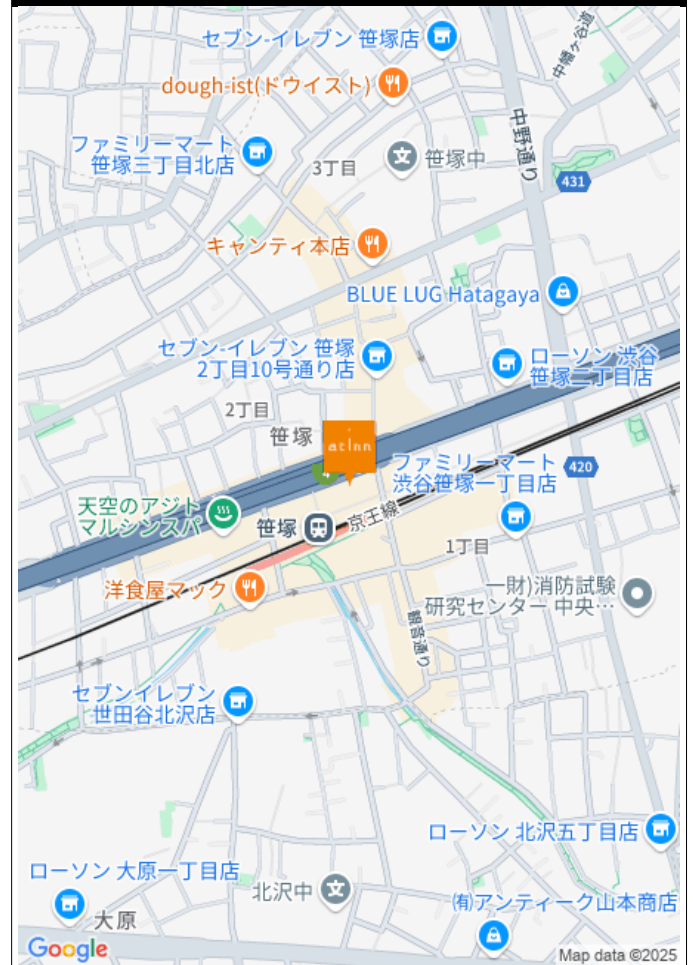 セブン-イレブン 笹塚店
dough-ist(ドウイスト)
中野通り
ファミリーマート
笹塚三丁目北店
3丁目
笹塚中
431
キャンティ本店
BLUE LUG Hatagaya
セブン-イレブン 笹塚
2丁目10号通り店
ローソン 渋谷
笹塚二丁目店
2丁目
笹塚
at inn
4
ファミリーマート
渋谷笹塚一丁目店
420
天空のアジト
マルシンスパ
笹塚
京王線
1丁目
洋食屋マック
一財)消防試験
研究センター 中央…
観音通り
セブンイレブン
世田谷北沢店
ローソン 北沢五丁目店
ローソン 大原一丁目店
北沢中
大原
㈲アンティーク山本商店
Google
Map data ©2025